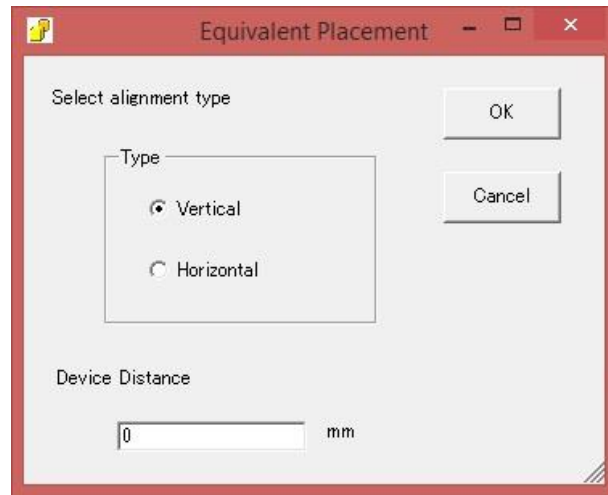 Equivalent Placement
Select alignment type
OK
Type
Vertical
Cancel
Horizontal
Device Distance
0 mm